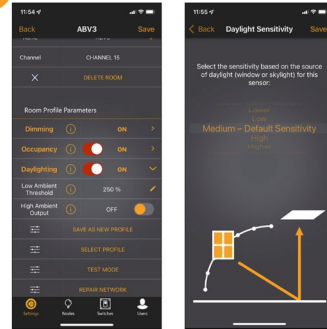 11:54
Back
ABV3
Save
Channel
CHANNEL 15
DELETE ROOM
Room Profile Parameters
Dimming
ON
Occupancy
ON
Daylighting
ON
Low Ambient Threshold
250 %
High Ambient Output
OFF
SAVE AS NEW PROFILE
SELECT PROFILE
TEST MODE
REPAIR NETWORK
Settings
Routes
Switches
Users
11:55
Back
Daylight Sensitivity
Save
Select the sensitivity based on the source
of daylight (window or skylight) for this
sensor:
Lowest
Low
Medium – Default Sensitivity
High
Higher